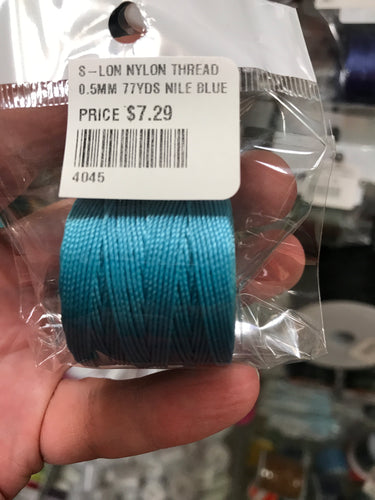 S-LON NYLON THREAD
0.5MM 77YDS NILE BLUE
PRICE $7.29
4045